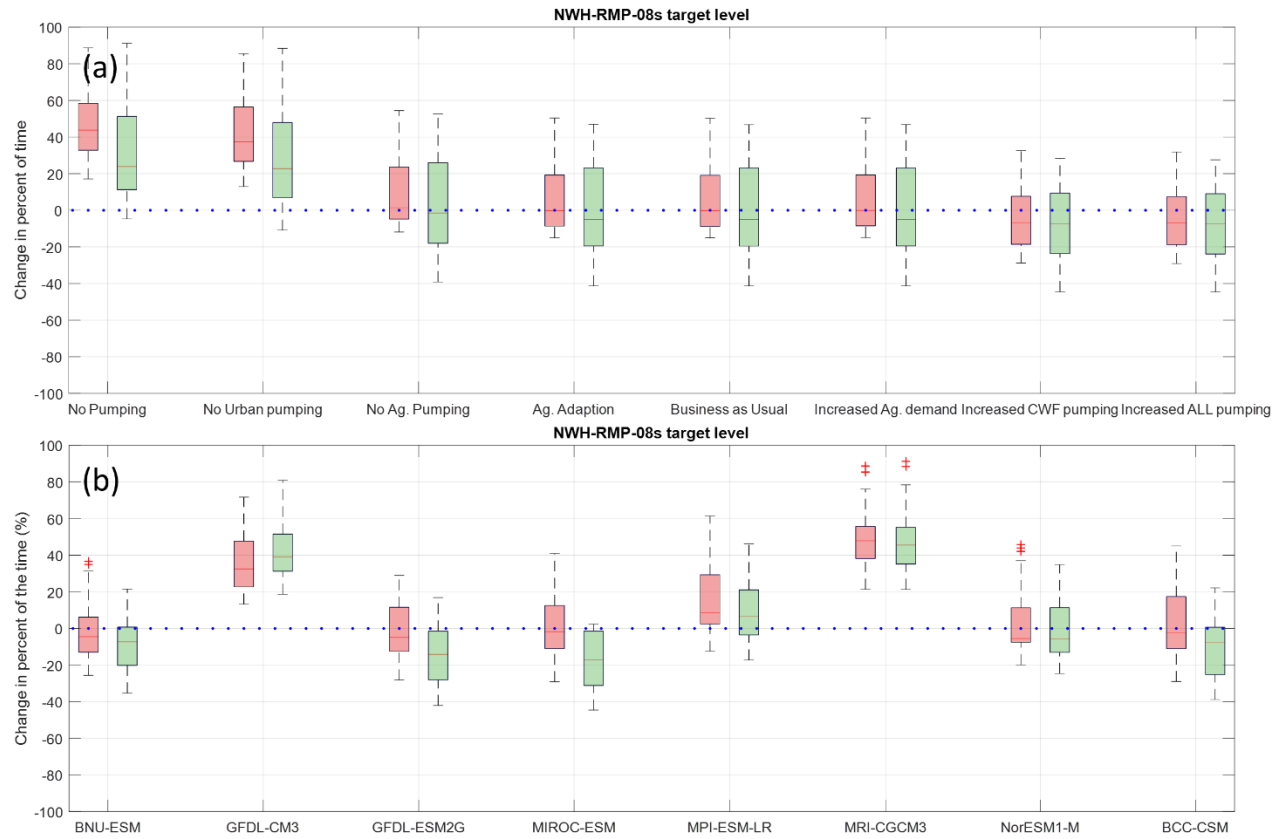 NWH-RMP-08s target level
(a)
100
80
60
40
20
0
-20
-40
-60
-80
-100
Change in percent of time
No Pumping No Urban pumping No Ag. Pumping Ag. Adaption Business as Usual Increased Ag. demand Increased CWF pumping Increased ALL pumping
NWH-RMP-08s target level
(b)
100
80
60
40
20
0
-20
-40
-60
-80
-100
Change in percent of the time (%)
BNU-ESM GFDL-CM3 GFDL-ESM2G MIROC-ESM MPI-ESM-LR MRI-CGCM3 NorESM1-M BCC-CSM